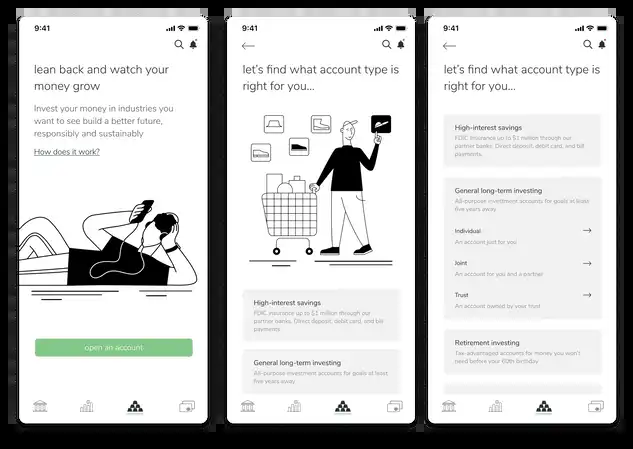 9:41
lean back and watch your
money grow
Invest your money in industries you
want to see build a better future,
responsibly and sustainably
How does it work?
open an account
9:41
let's find what account type is
right for you...
High-interest savings
FDIC insurance up to $1 million through our
partner banks. Direct deposit, debit card, and bill
payments
General long-term investing
All-purpose investment accounts for goals at least
five years away
9:41
let's find what account type is
right for you...
High-interest savings
FDIC insurance up to $1 million through our
partner banks. Direct deposit, debit card, and bill
payments.
General long-term investing
All-purpose investment accounts for goals at least
five years away
Individual
An account just for you
Joint
An account for you and a partner
Trust
An account owned by your trust
Retirement investing
Tax-advantaged accounts for money you won't
need before your 60th birthday